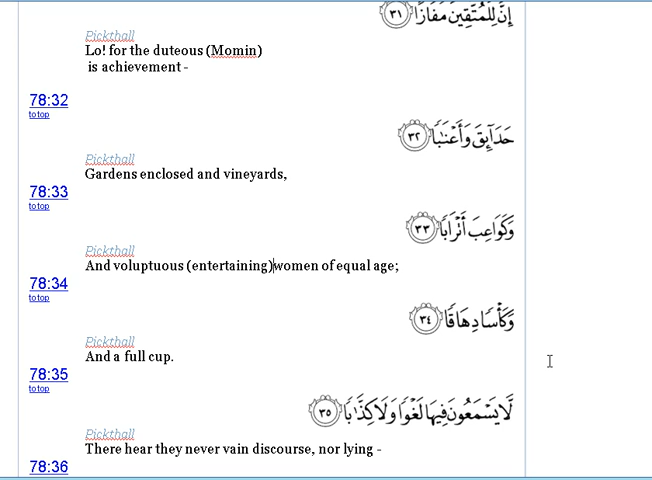 إِنَّ لِلْمُتَّقِينَ مَفَازًا ٣١
Pickthall
Lo! for the duteous (Momin)
is achievement -
78:32
to top
حَدَآئِقَ وَأَعْنَٰبًا ٣٢
Pickthall
Gardens enclosed and vineyards,
78:33
to top
وَكَوَاعِبَ أَتْرَابًا ٣٣
Pickthall
And voluptuous (entertaining)women of equal age;
78:34
to top
وَكَأْسًا دِهَاقًا ٣٤
Pickthall
And a full cup.
78:35
to top
لَّا يَسْمَعُونَ فِيهَا لَغْوًا وَلَا كِذَّٰبًا ٣٥
Pickthall
There hear they never vain discourse, nor lying -
78:36